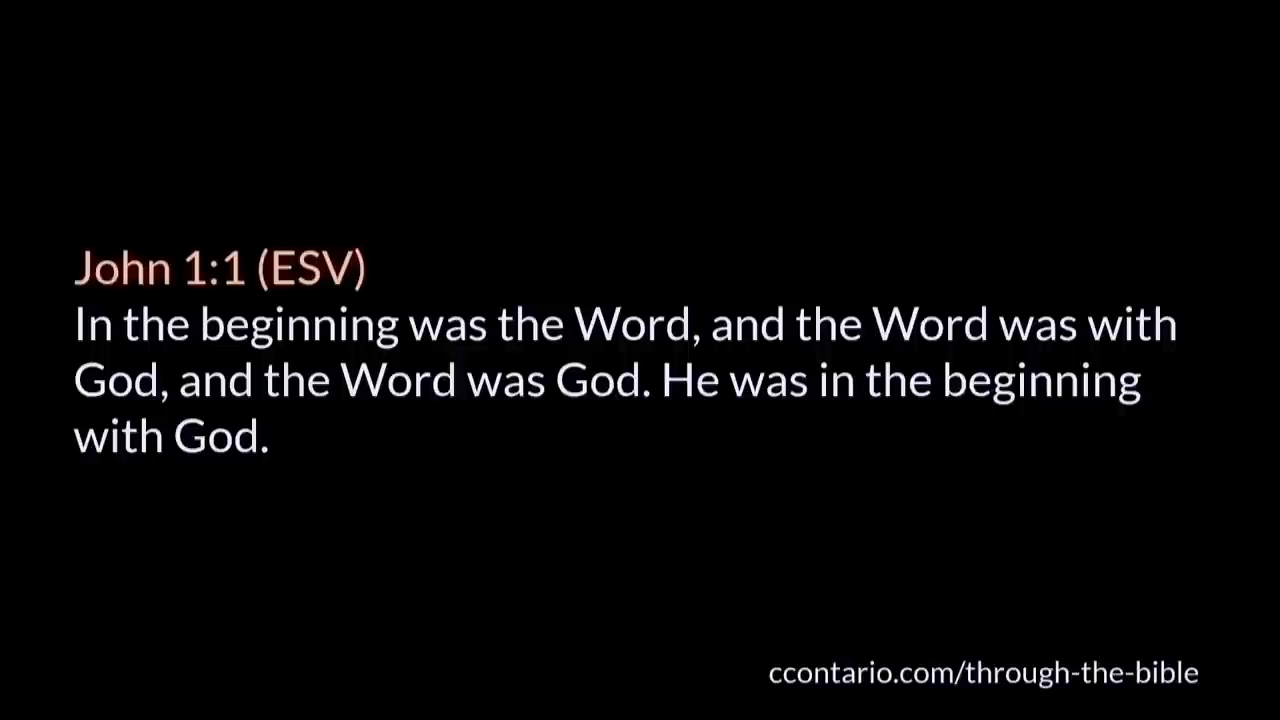 John 1:1 (ESV)
In the beginning was the Word, and the Word was with
God, and the Word was God. He was in the beginning
with God.
ccontario.com/through-the-bible